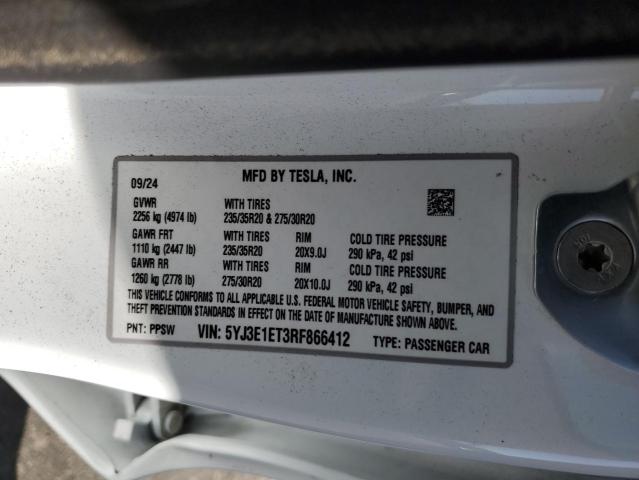 MFD BY TESLA, INC.
09/24
GVWR WITH TIRES
2256 kg (4974 lb) 235/35R20 & 275/30R20
GAWR FRT WITH TIRES RIM COLD TIRE PRESSURE
1110 kg (2447 lb) 235/35R20 20X9.0J 290 kPa, 42 psi
GAWR RR WITH TIRES RIM COLD TIRE PRESSURE
1260 kg (2778 lb) 275/30R20 20X10.0J 290 kPa, 42 psi
THIS VEHICLE CONFORMS TO ALL APPLICABLE U.S. FEDERAL MOTOR VEHICLE SAFETY, BUMPER, AND
THEFT PREVENTION STANDARDS IN EFFECT ON THE DATE OF MANUFACTURE SHOWN ABOVE.
PNT: PPSW VIN: 5YJ3E1ET3RF866412 TYPE: PASSENGER CAR